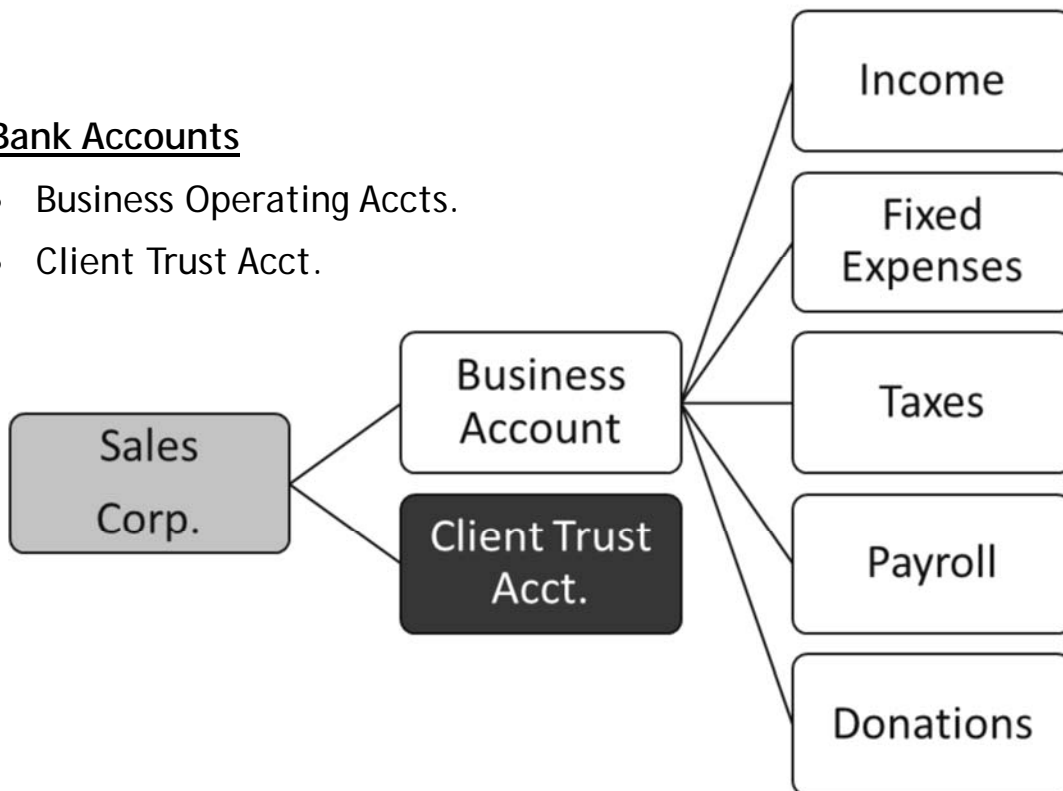 Bank Accounts
• Business Operating Accts.
• Client Trust Acct.
Income
Fixed
Expenses
Business
Account
Taxes
Sales
Corp.
Client Trust
Acct.
Payroll
Donations